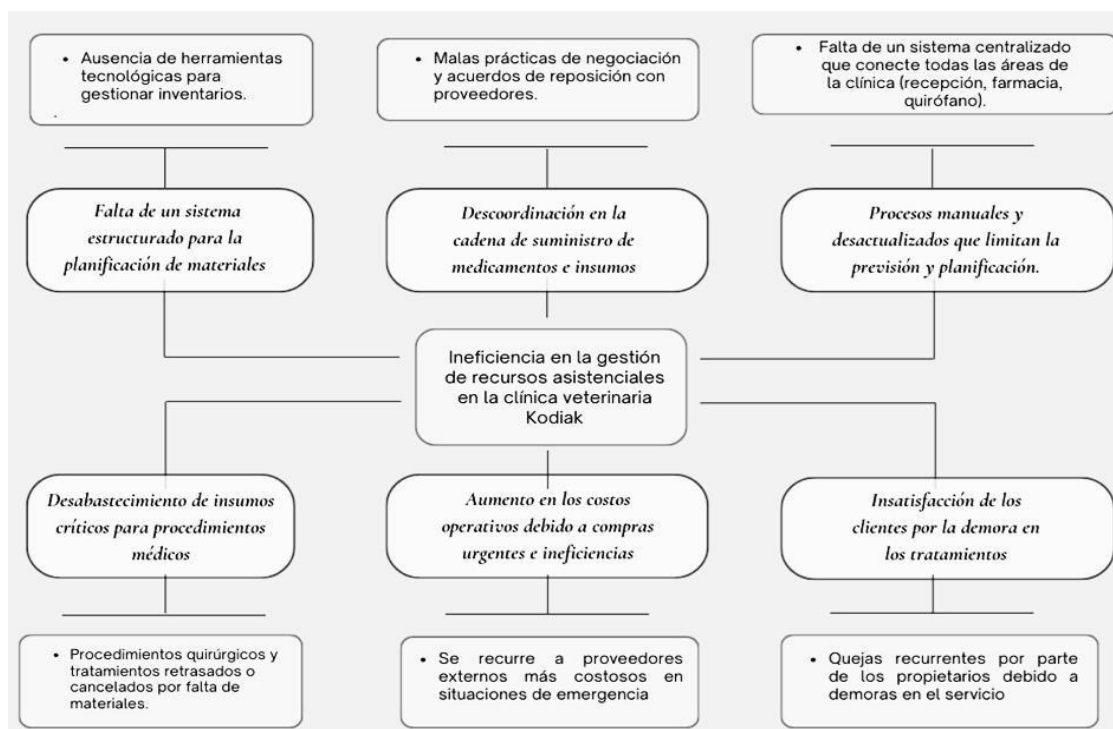 • Ausencia de herramientas
tecnológicas para
gestionar inventarios.
.
• Malas prácticas de negociación
y acuerdos de reposición con
proveedores.
• Falta de un sistema centralizado
que conecte todas las áreas de
la clínica (recepción, farmacia,
quirófano).
Falta de un sistema
estructurado para la
planificación de materiales
Descoordinación en la
cadena de suministro de
medicamentos e insumos
Procesos manuales y
desactualizados que limitan la
previsión y planificación.
Ineficiencia en la gestión
de recursos asistenciales
en la clínica veterinaria
Kodiak
Desabastecimiento de insumos
críticos para procedimientos
médicos
Aumento en los costos
operativos debido a compras
urgentes e ineficiencias
Insatisfacción de los
clientes por la demora en
los tratamientos
• Procedimientos quirúrgicos y
tratamientos retrasados o
cancelados por falta de
materiales.
• Se recurre a proveedores
externos más costosos en
situaciones de emergencia
• Quejas recurrentes por parte
de los propietarios debido a
demoras en el servicio